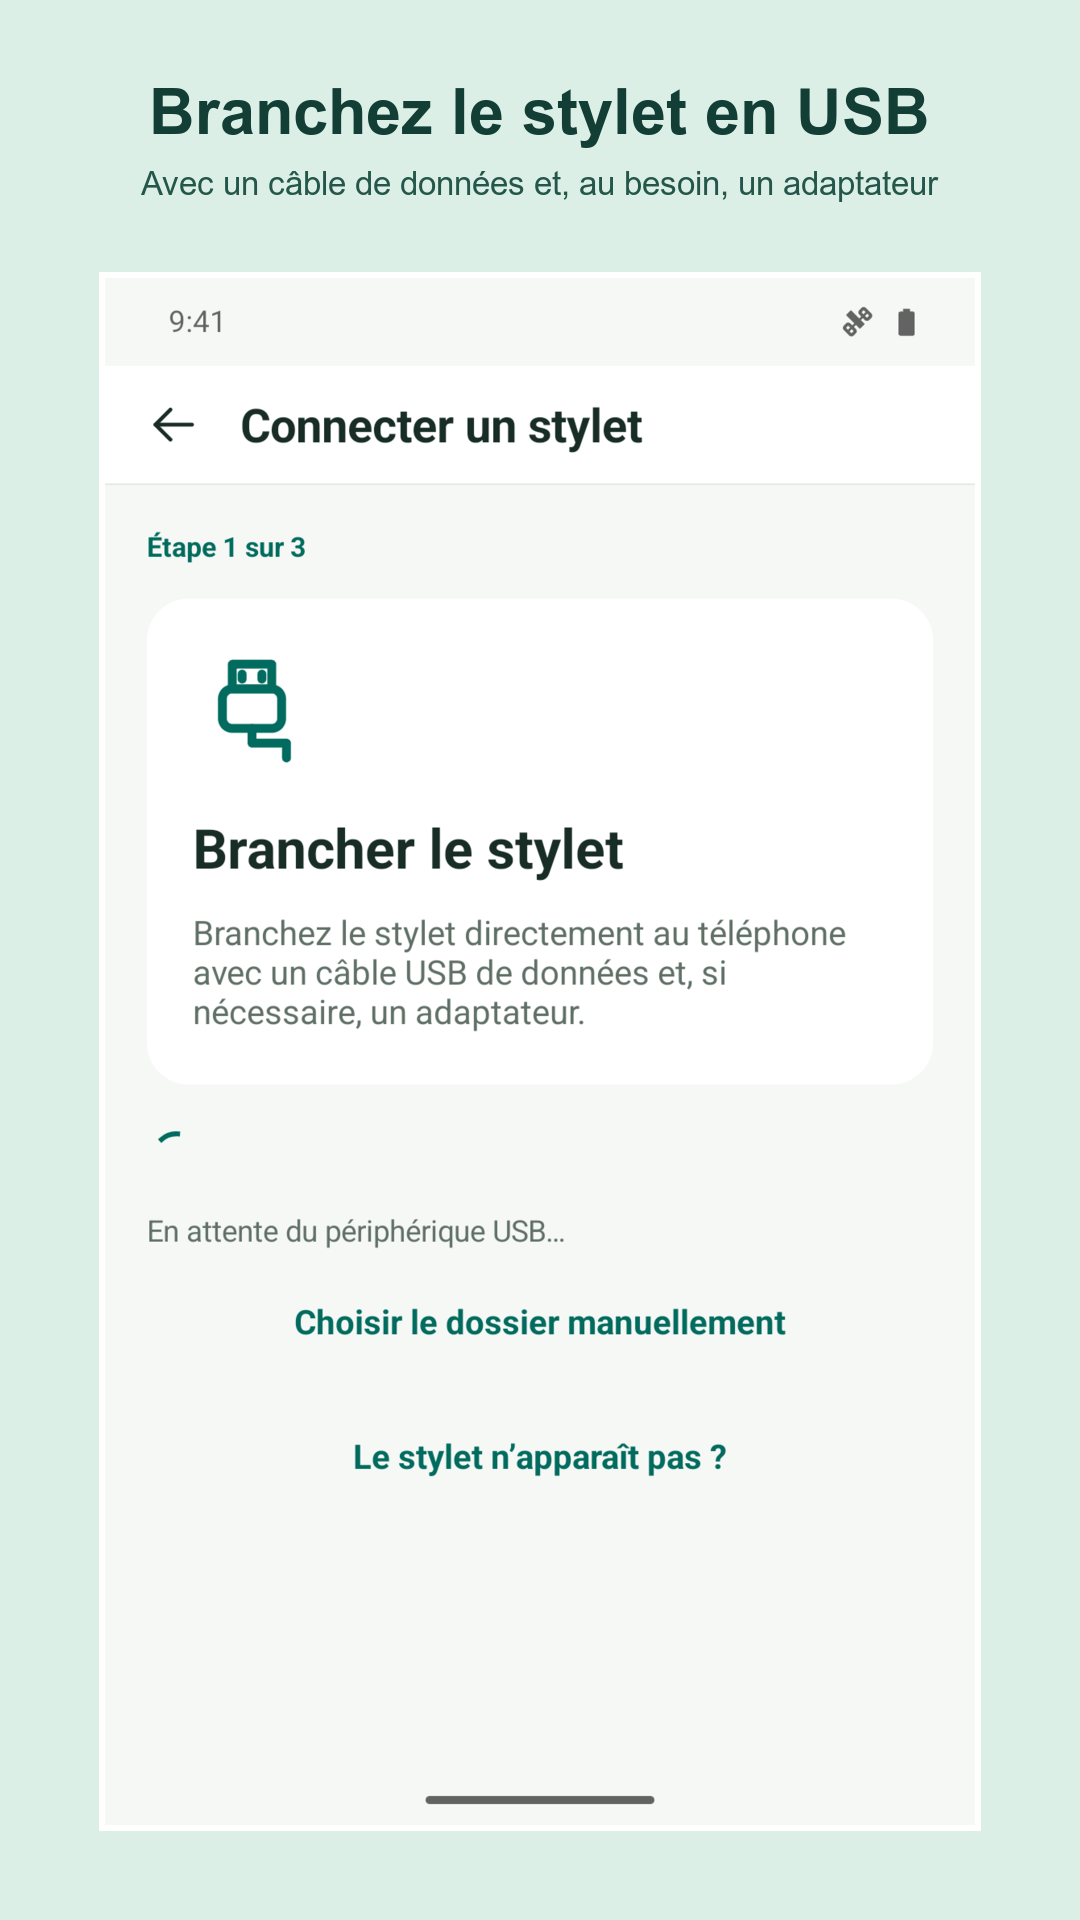 Branchez le stylet en USB
Avec un câble de données et, au besoin, un adaptateur
9:41
Connecter un stylet
Étape 1 sur 3
Brancher le stylet
Branchez le stylet directement au téléphone
avec un câble USB de données et, si
nécessaire, un adaptateur.
En attente du périphérique USB…
Choisir le dossier manuellement
Le stylet n’apparaît pas ?